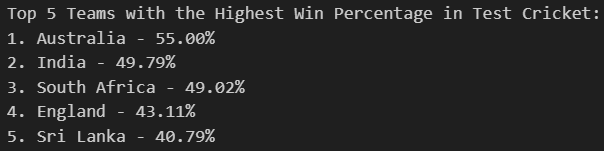 Top 5 Teams with the Highest Win Percentage in Test Cricket:
1. Australia - 55.00%
2. India - 49.79%
3. South Africa - 49.02%
4. England - 43.11%
5. Sri Lanka - 40.79%